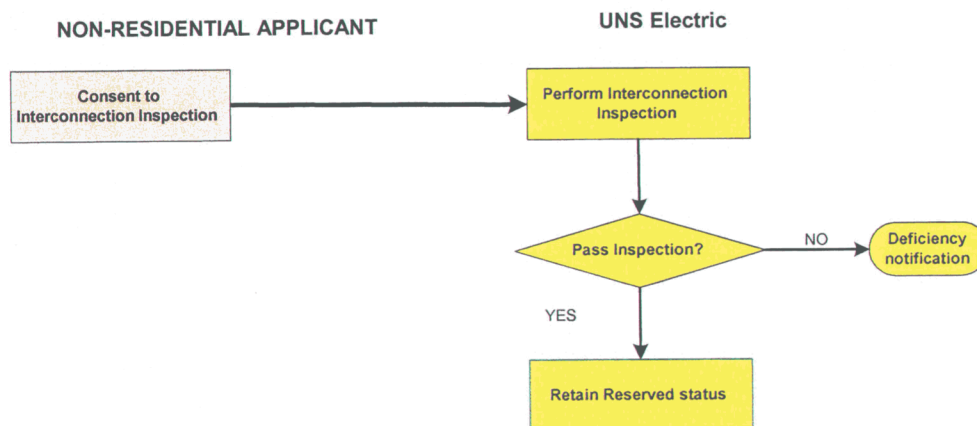 NON-RESIDENTIAL APPLICANT
UNS Electric
Consent to
Interconnection Inspection
Perform Interconnection
Inspection
Pass Inspection?
NO
Deficiency
notification
YES
Retain Reserved status